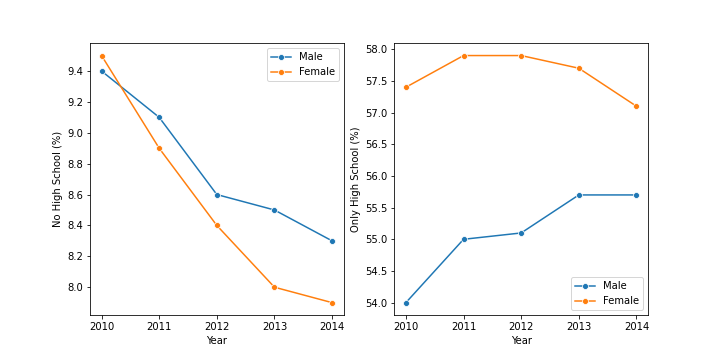 No High School (%)
9.4
9.2
9.0
8.8
8.6
8.4
8.2
8.0
2010 2011 2012 2013 2014
Year
Male
Female
Only High School (%)
58.0
57.5
57.0
56.5
56.0
55.5
55.0
54.5
54.0
2010 2011 2012 2013 2014
Year
Male
Female